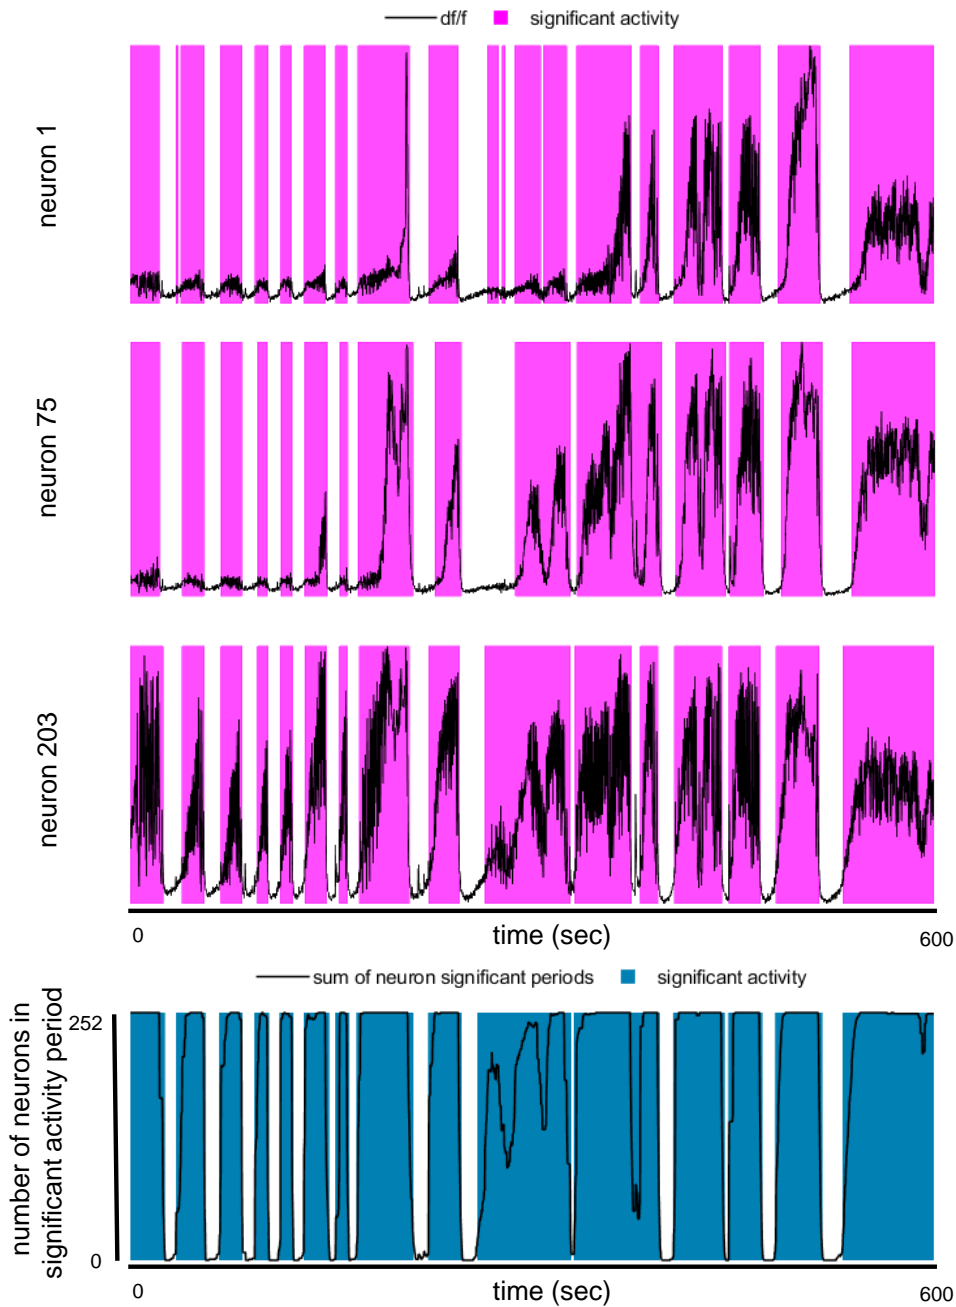 df/f significant activity
neuron 1
neuron 75
neuron 203
0 time (sec) 600
sum of neuron significant periods significant activity
number of neurons in
significant activity period
252
0
0 time (sec) 600